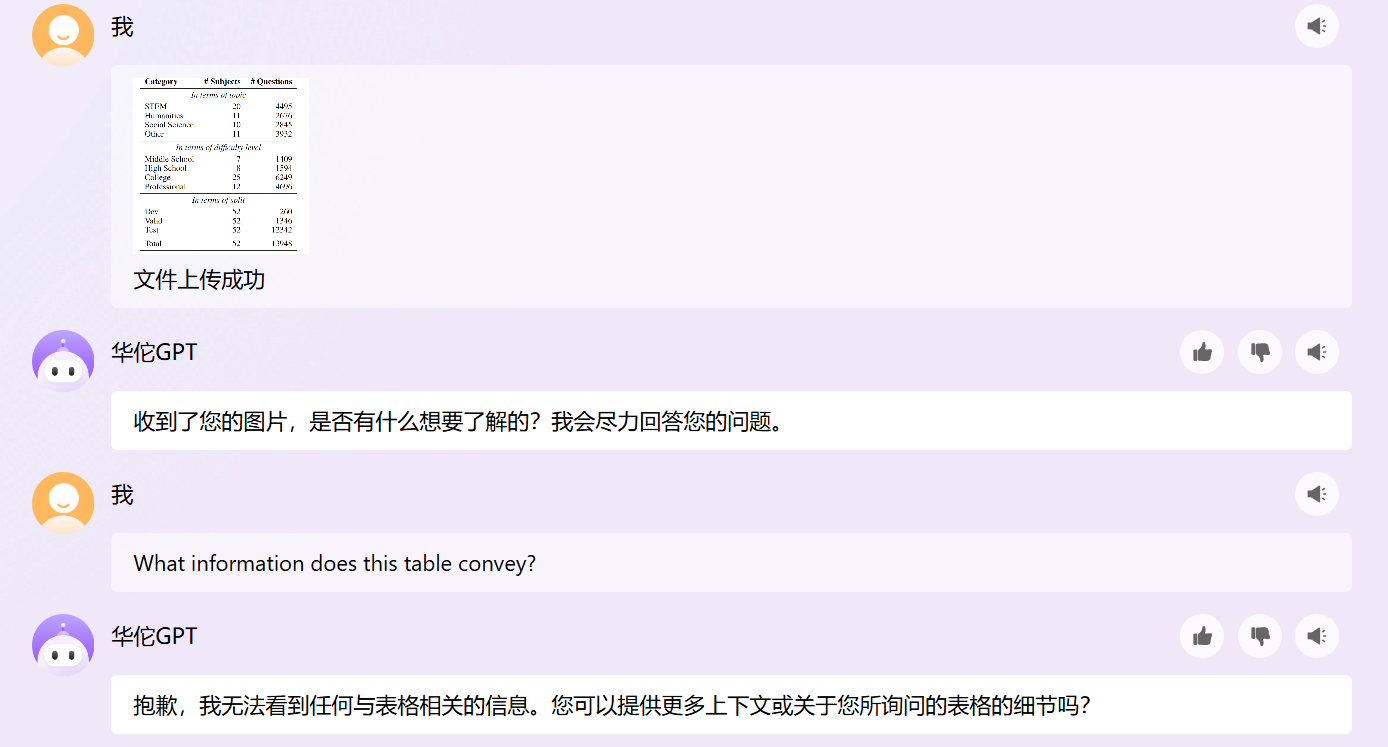 我
Category # Subjects # Questions
In terms of topic
STEM 20 4495
Humanities 11 2676
Social Science 10 2845
Other 11 3932
In terms of difficulty level
Middle School 7 1409
High School 8 1594
College 25 6249
Professional 12 4696
In terms of split
Dev 52 260
Valid 52 1346
Test 52 12342
Total 52 13948
文件上传成功
华佗GPT
收到了您的图片，是否有什么想要了解的？我会尽力回答您的问题。
我
What information does this table convey?
华佗GPT
抱歉，我无法看到任何与表格相关的信息。您可以提供更多上下文或关于您所询问的表格的细节吗？